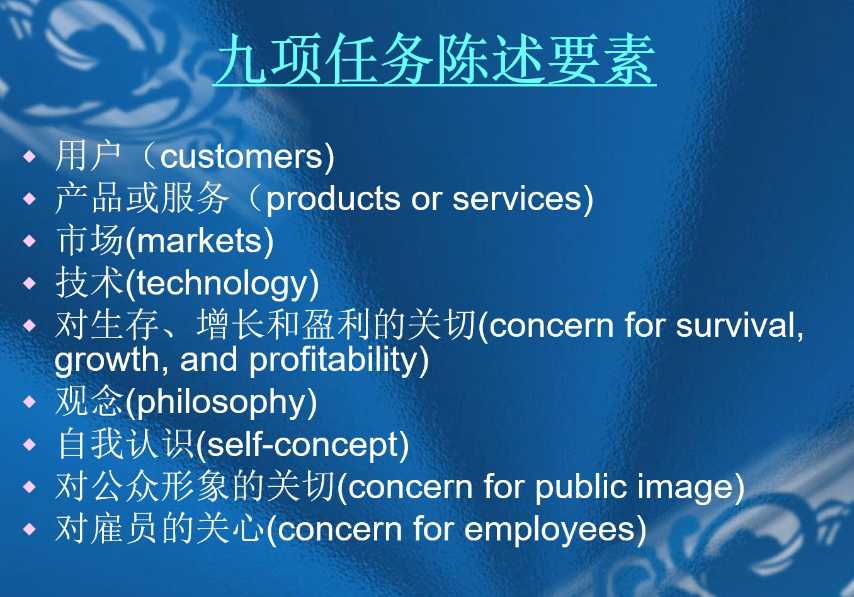 九项任务陈述要素
用户（customers)
产品或服务（products or services)
市场(markets)
技术(technology)
对生存、增长和盈利的关切(concern for survival,
growth, and profitability)
观念(philosophy)
自我认识(self-concept)
对公众形象的关切(concern for public image)
对雇员的关心(concern for employees)